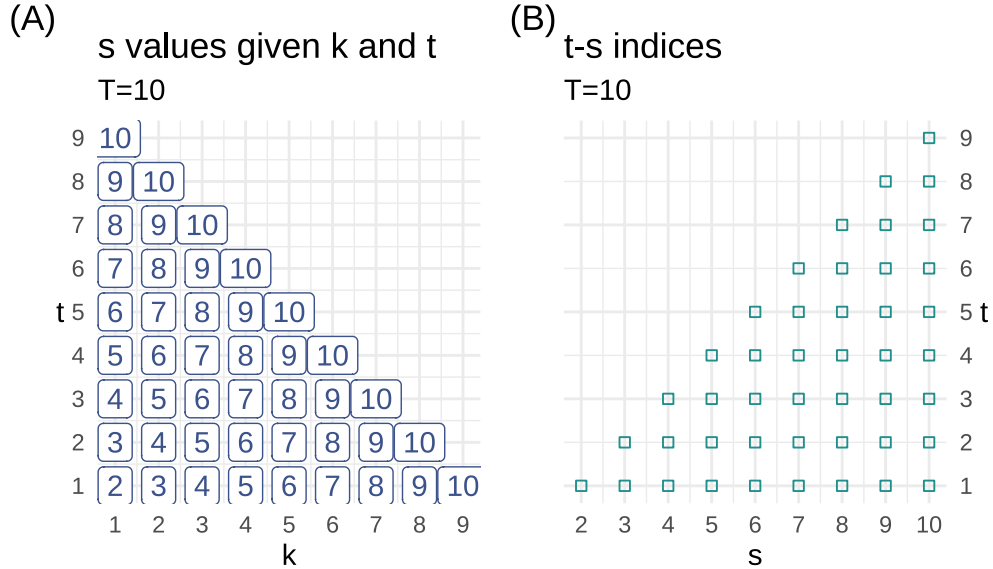 (A)
s values given k and t
T=10
9 10
8 9 10
7 8 9 10
6 7 8 9 10
t 5 6 7 8 9 10
4 5 6 7 8 9 10
3 4 5 6 7 8 9 10
2 3 4 5 6 7 8 9 10
1 2 3 4 5 6 7 8 9 10
1 2 3 4 5 6 7 8 9
k
(B)
t-s indices
T=10
9
8
7
6
5 t
4
3
2
1
2 3 4 5 6 7 8 9 10
s